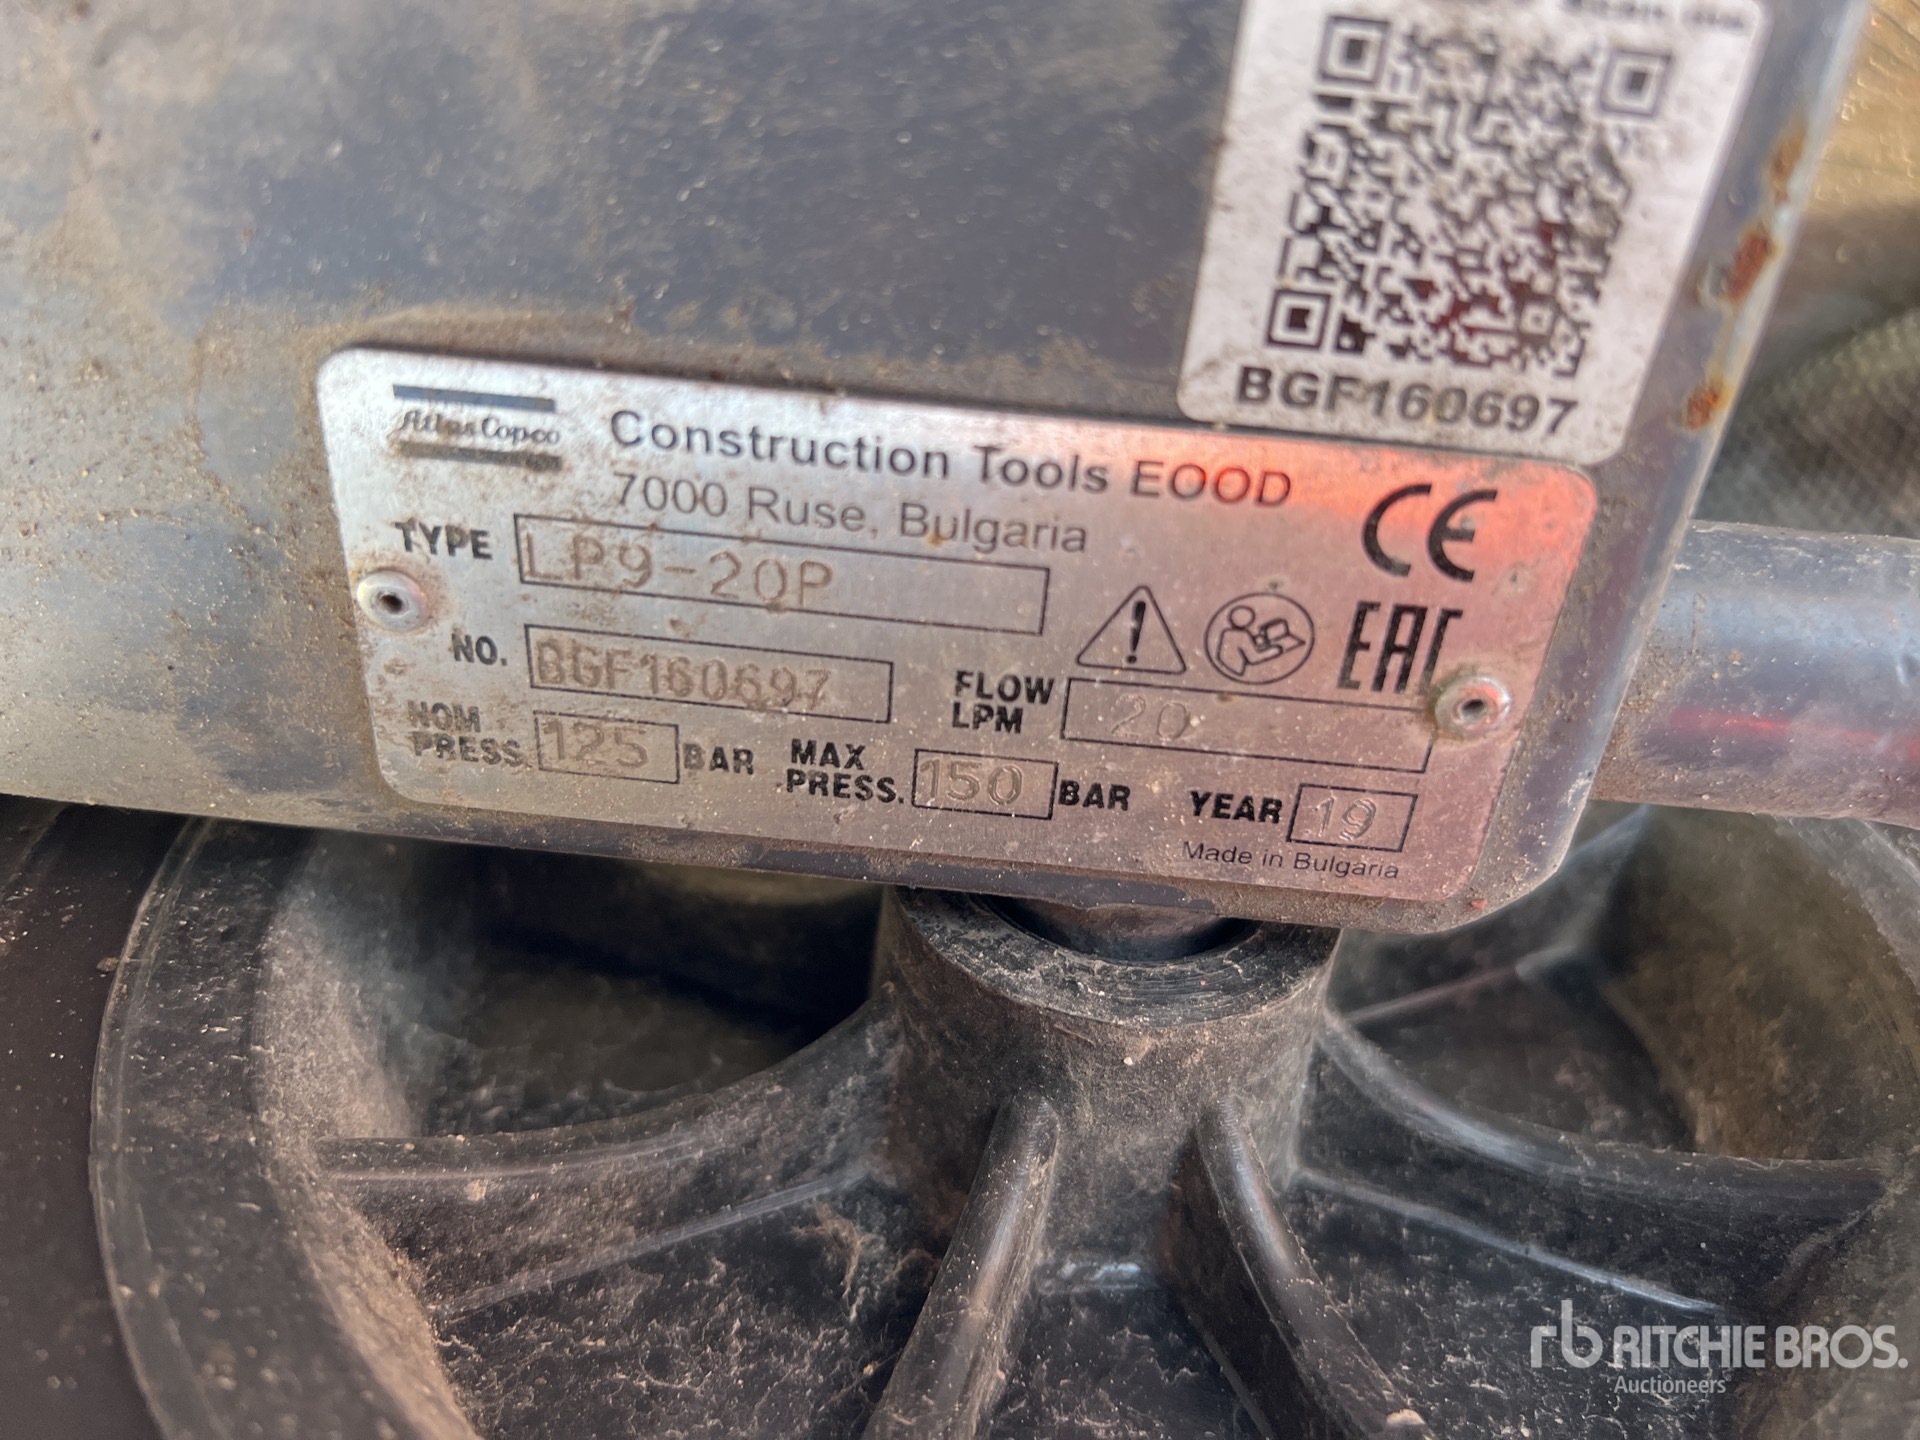 BGF160697
Atlas Copco
Construction Tools EOOD
7000 Ruse, Bulgaria
CE
TYPE LP9-20P
EAC
NO. BGF160697
FLOW LPM 20
NOM PRESS. 125 BAR
MAX PRESS. 150 BAR
YEAR 19
Made in Bulgaria
rb RITCHIE BROS.
Auctioneers